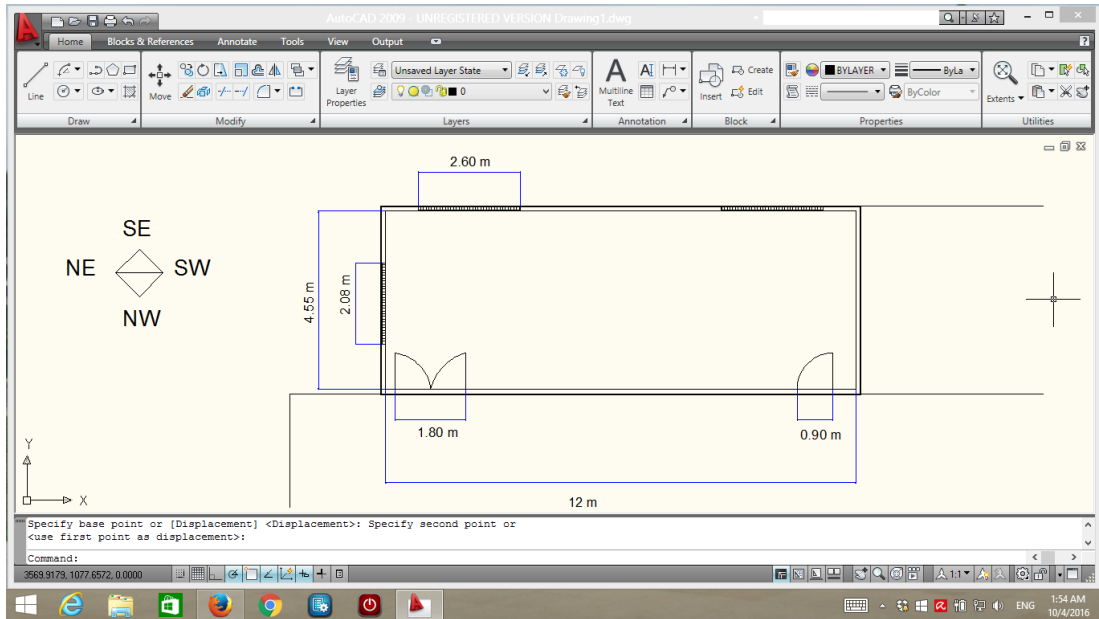 AutoCAD 2009 - UNREGISTERED VERSION Drawing1.dwg
Home Blocks & References Annotate Tools View Output
Line
Move
Layer Properties
Unsaved Layer State
0
Multiline Text
Insert
Create
Edit
BYLAYER
ByLa
ByColor
Extents
Draw Modify Layers Annotation Block Properties Utilities
2.60 m
SE
NE SW
NW
4.55 m
2.08 m
1.80 m
0.90 m
12 m
Y
X
Specify base point or [Displacement] <Displacement>: Specify second point or
<use first point as displacement>:
Command:
3569.9179, 1077.6572, 0.0000
1:1
ENG
1:54 AM
10/4/2016